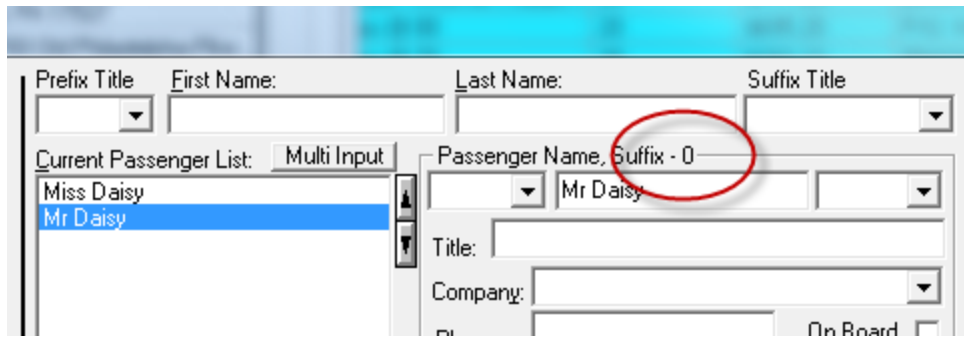 Prefix Title First Name: Last Name: Suffix Title
Current Passenger List: Multi Input Passenger Name, Suffix - 0
Miss Daisy
Mr Daisy Mr Daisy
Title:
Company:
On Board